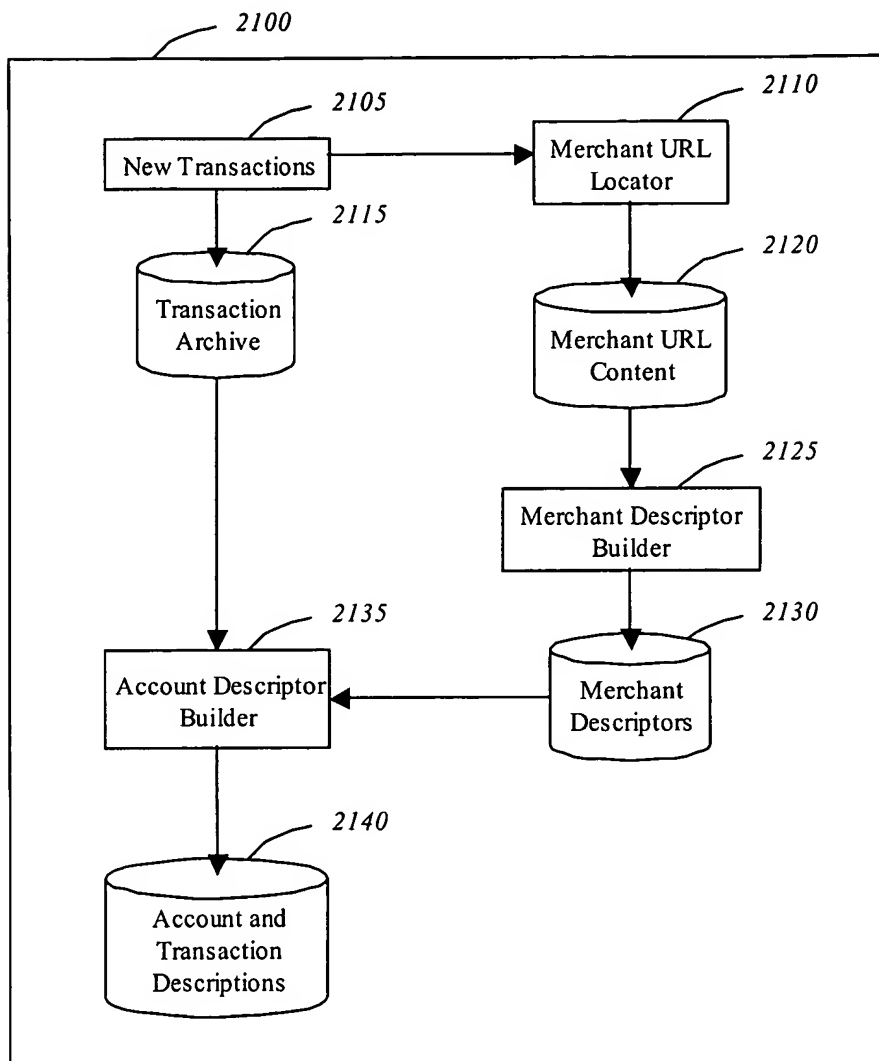 2100
2105
New Transactions
2110
Merchant URL
Locator
2115
Transaction
Archive
2120
Merchant URL
Content
2125
Merchant Descriptor
Builder
2135
Account Descriptor
Builder
2130
Merchant
Descriptors
2140
Account and
Transaction
Descriptions